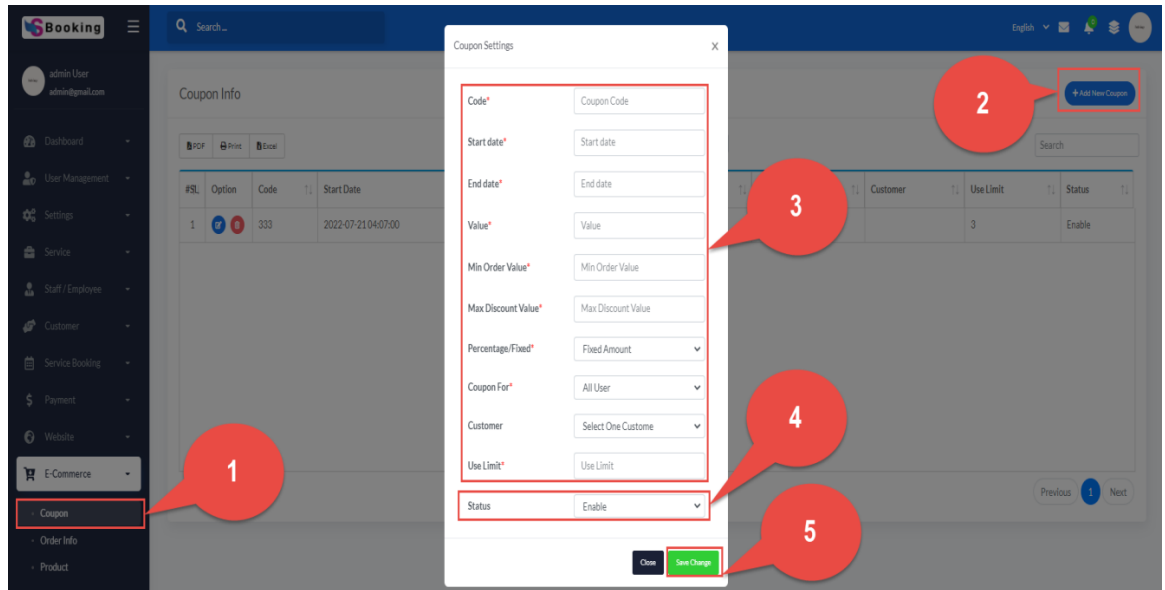 Booking
Search...
English
admin User
admin@gmail.com
Dashboard
User Management
Settings
Service
Staff / Employee
Customer
Service Booking
Payment
Website
E-Commerce
Coupon
Order Info
Product
1
Coupon Info
+ Add New Coupon
2
PDF Print Excel
Search
#SL Option Code Start Date Customer Use Limit Status
1 333 2022-07-21 04:07:00 3 Enable
Previous 1 Next
Coupon Settings X
Code* Coupon Code
Start date* Start date
End date* End date
Value* Value
Min Order Value* Min Order Value
Max Discount Value* Max Discount Value
Percentage/Fixed* Fixed Amount
Coupon For* All User
Customer Select One Custome
Use Limit* Use Limit
3
Status Enable
4
Close Save Change
5